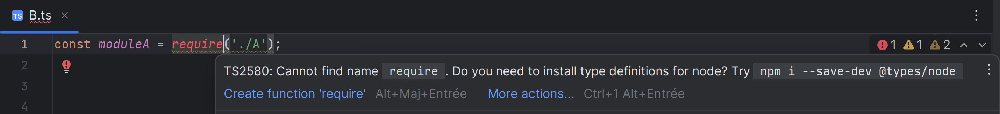 TS B.ts
1 const moduleA = require('./A'); 1 1 2
2
TS2580: Cannot find name require . Do you need to install type definitions for node? Try npm i --save-dev @types/node
3
Create function 'require' Alt+Maj+Entrée More actions... Ctrl+1 Alt+Entrée
4